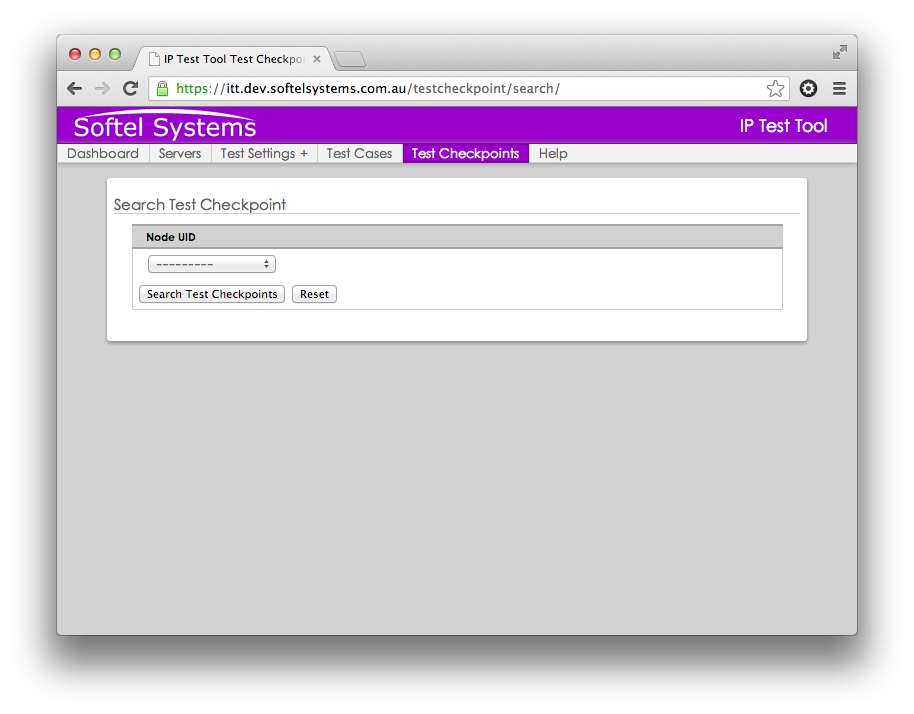 IP Test Tool Test Checkpoi
https://itt.dev.softelsystems.com.au/testcheckpoint/search/
Softel Systems
IP Test Tool
Dashboard Servers Test Settings + Test Cases Test Checkpoints Help
Search Test Checkpoint
Node UID
---------
Search Test Checkpoints Reset